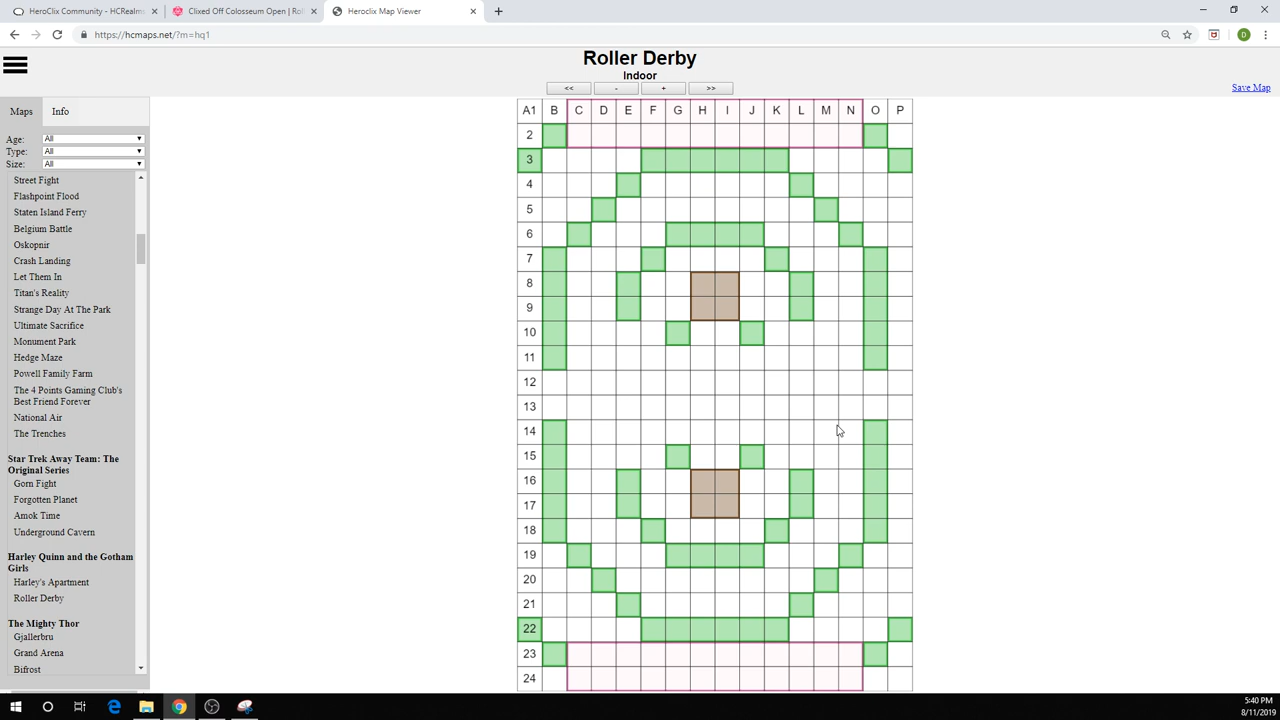 HeroClix Community - HCRealms
Clixed Off Colosseum Open | Rol
Heroclix Map Viewer
https://hcmaps.net/?m=hq1
D
Roller Derby
Indoor
<< - + >>
Save Map
Maps Info
Age: All
Type: All
Size: All
Street Fight
Flashpoint Flood
Staten Island Ferry
Belgium Battle
Oskopnir
Crash Landing
Let Them In
Titan's Reality
Strange Day At The Park
Ultimate Sacrifice
Monument Park
Hedge Maze
Powell Family Farm
The 4 Points Gaming Club's
Best Friend Forever
National Air
The Trenches
Star Trek Away Team: The
Original Series
Gorn Fight
Forgotten Planet
Amok Time
Underground Cavern
Harley Quinn and the Gotham
Girls
Harley's Apartment
Roller Derby
The Mighty Thor
Gjallerbru
Grand Arena
Bifrost
A1 B C D E F G H I J K L M N O P
2
3
4
5
6
7
8
9
10
11
12
13
14
15
16
17
18
19
20
21
22
23
24
5:40 PM
8/11/2019